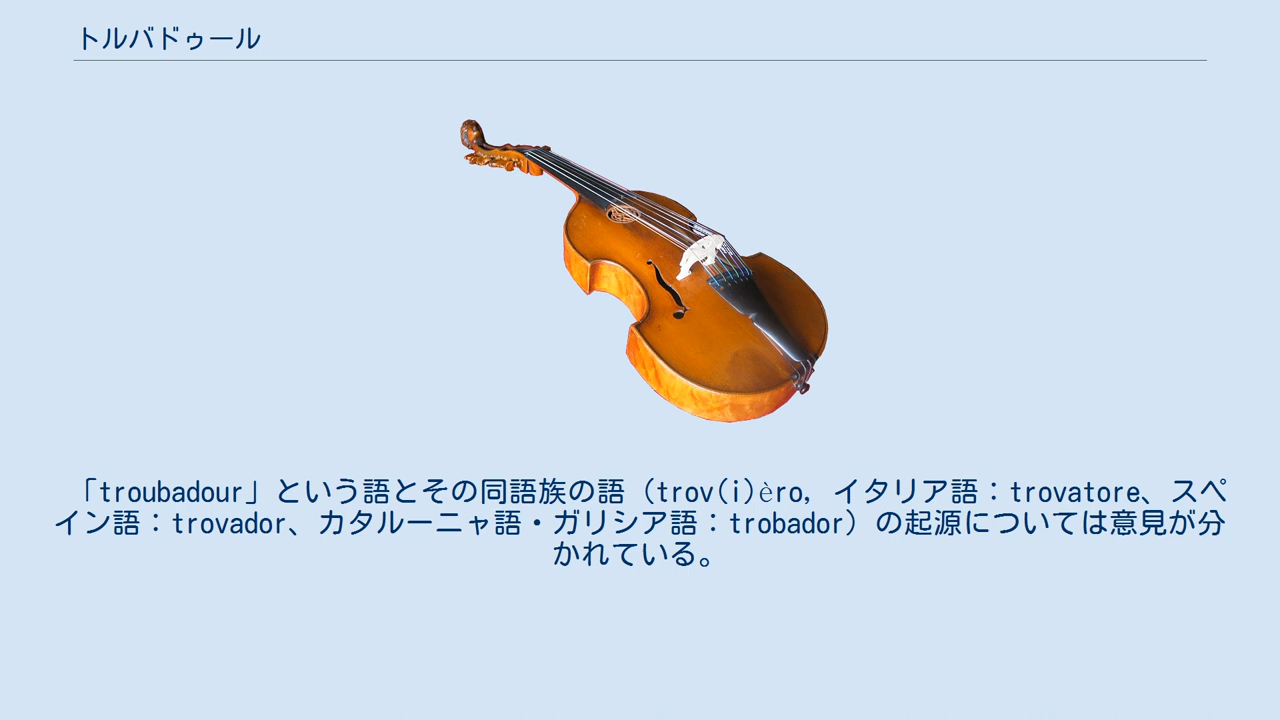 トルバドゥール
「troubadour」という語とその同語族の語（trov(i)èro, イタリア語：trovatore、スペ
イン語：trovador、カタルーニャ語・ガリシア語：trobador）の起源については意見が分
かれている。